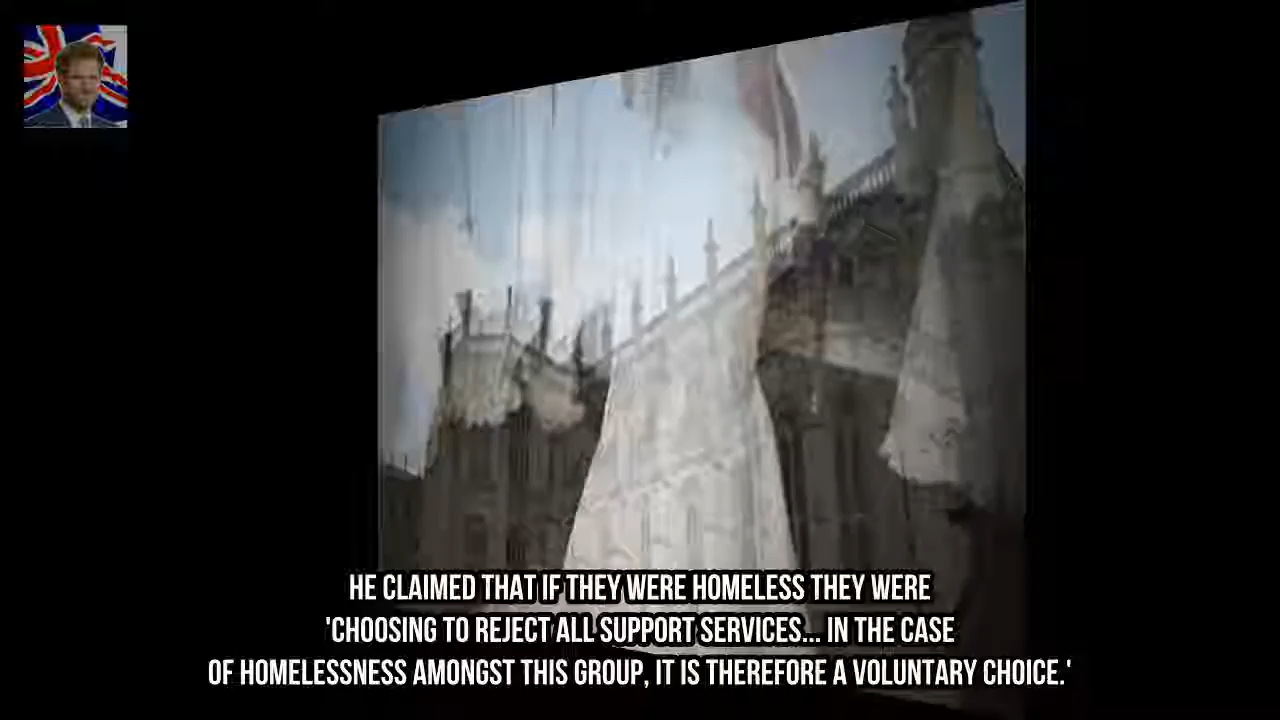 HE CLAIMED THAT IF THEY WERE HOMELESS THEY WERE
'CHOOSING TO REJECT ALL SUPPORT SERVICES... IN THE CASE
OF HOMELESSNESS AMONGST THIS GROUP, IT IS THEREFORE A VOLUNTARY CHOICE.'